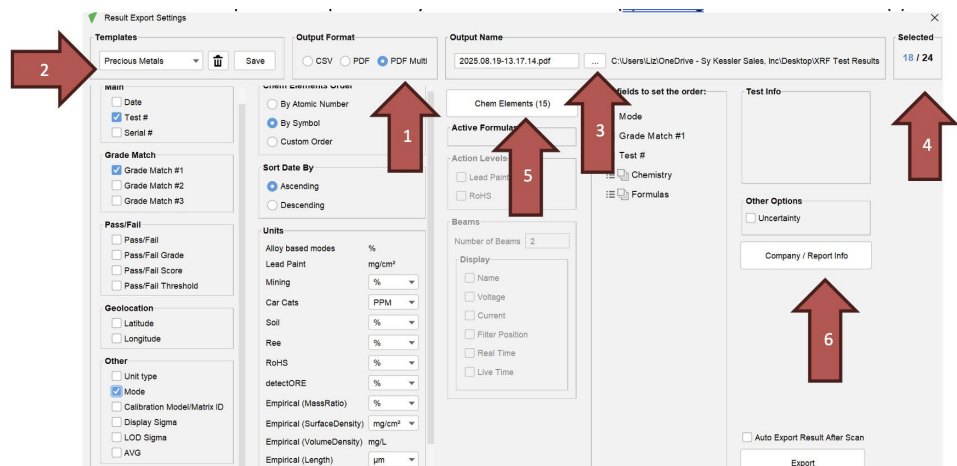 Result Export Settings
Templates
Precious Metals
Save
Output Format
CSV
PDF
PDF Multi
Output Name
2025.08.19-13.17.14.pdf
...
C:\Users\Liz\OneDrive - Sy Kessler Sales, Inc\Desktop\XRF Test Results
Selected
18 / 24
2
1
3
4
5
6
Main
Date
Test #
Serial #
Grade Match
Grade Match #1
Grade Match #2
Grade Match #3
Pass/Fail
Pass/Fail
Pass/Fail Grade
Pass/Fail Score
Pass/Fail Threshold
Geolocation
Latitude
Longitude
Other
Unit type
Mode
Calibration Model/Matrix ID
Display Sigma
LOD Sigma
AVG
Chem Elements Order
By Atomic Number
By Symbol
Custom Order
Sort Date By
Ascending
Descending
Units
Alloy based modes %
Lead Paint mg/cm²
Mining %
Car Cats PPM
Soil %
Ree %
RoHS %
detectORE %
Empirical (MassRatio) %
Empirical (SurfaceDensity) mg/cm²
Empirical (VolumeDensity) mg/L
Empirical (Length) µm
Chem Elements (15)
Active Formulas
Action Levels
Lead Paint
RoHS
Beams
Number of Beams 2
Display
Name
Voltage
Current
Filter Position
Real Time
Live Time
fields to set the order:
Mode
Grade Match #1
Test #
Chemistry
Formulas
Test Info
Other Options
Uncertainty
Company / Report Info
Auto Export Result After Scan
Export